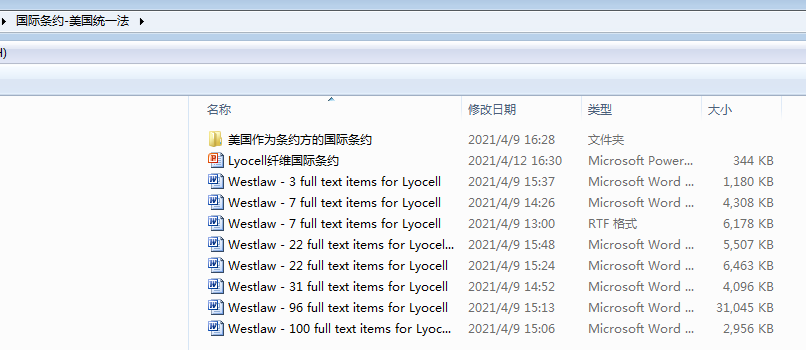 国际条约-美国统一法
H)
名称 修改日期 类型 大小
美国作为条约方的国际条约 2021/4/9 16:28 文件夹
Lyocell纤维国际条约 2021/4/12 16:30 Microsoft Power... 344 KB
Westlaw - 3 full text items for Lyocell 2021/4/9 15:37 Microsoft Word ... 1,180 KB
Westlaw - 7 full text items for Lyocell 2021/4/9 14:26 Microsoft Word ... 4,308 KB
Westlaw - 7 full text items for Lyocell 2021/4/9 13:00 RTF 格式 6,178 KB
Westlaw - 22 full text items for Lyocel... 2021/4/9 15:48 Microsoft Word ... 5,507 KB
Westlaw - 22 full text items for Lyocell 2021/4/9 15:24 Microsoft Word ... 6,463 KB
Westlaw - 31 full text items for Lyocell 2021/4/9 14:52 Microsoft Word ... 4,096 KB
Westlaw - 96 full text items for Lyocell 2021/4/9 15:13 Microsoft Word ... 31,045 KB
Westlaw - 100 full text items for Lyoc... 2021/4/9 15:06 Microsoft Word ... 2,956 KB